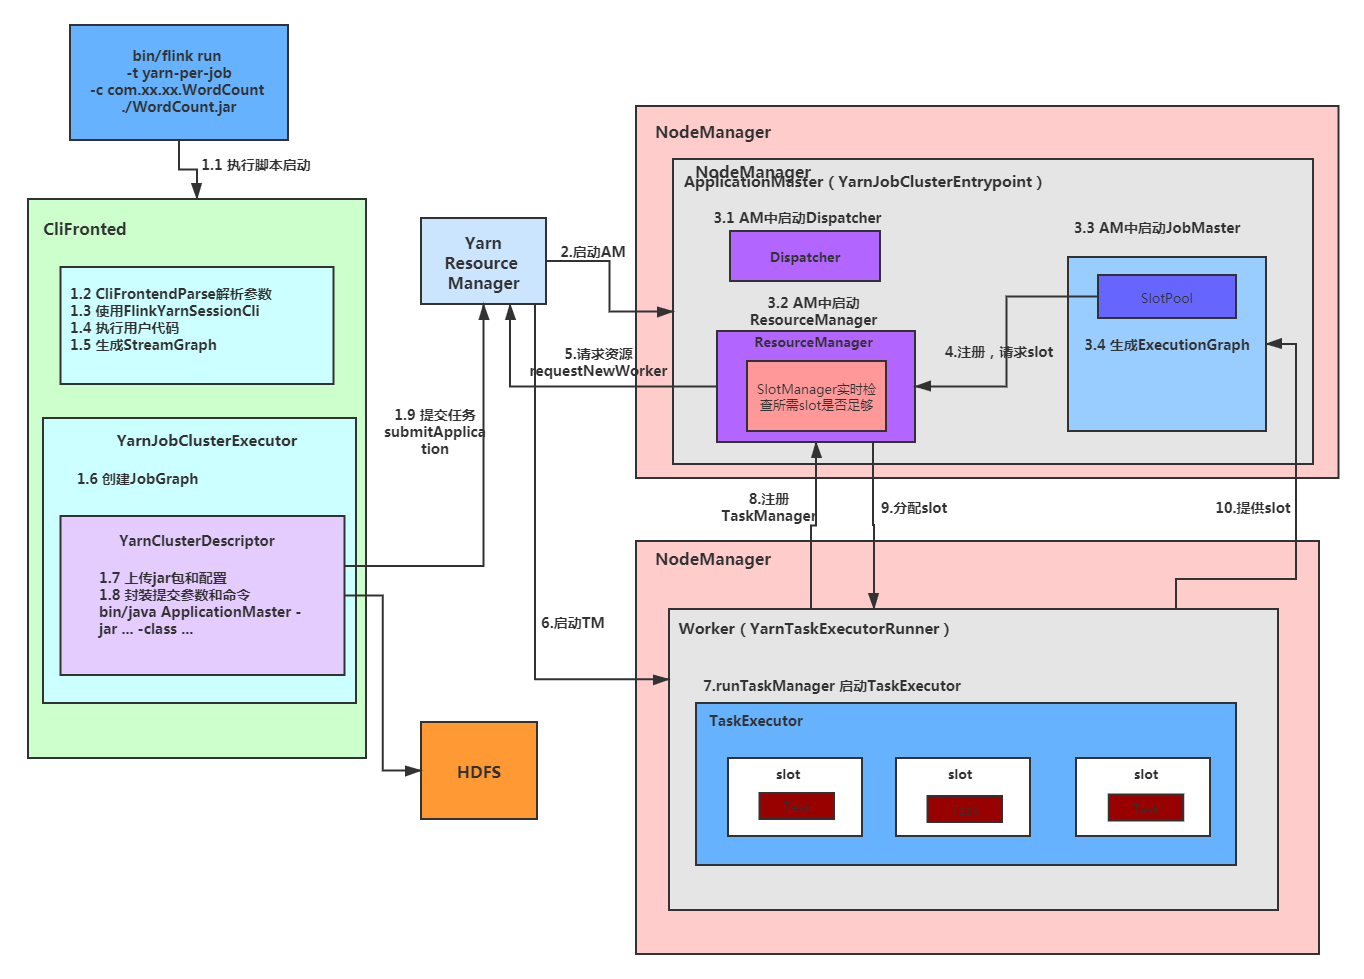 bin/flink run
-t yarn-per-job
-c com.xx.xx.WordCount
./WordCount.jar
1.1 执行脚本启动
CliFronted
1.2 CliFrontendParse解析参数
1.3 使用FlinkYarnSessionCli
1.4 执行用户代码
1.5 生成StreamGraph
YarnJobClusterExecutor
1.6 创建JobGraph
YarnClusterDescriptor
1.7 上传jar包和配置
1.8 封装提交参数和命令
bin/java ApplicationMaster -
jar ... -class ...
1.9 提交任务
submitApplica
tion
Yarn
Resource
Manager
HDFS
2.启动AM
5.请求资源
requestNewWorker
6.启动TM
NodeManager
NodeManager
ApplicationMaster（YarnJobClusterEntrypoint）
3.1 AM中启动Dispatcher
Dispatcher
3.2 AM中启动
ResourceManager
ResourceManager
SlotManager实时检
查所需slot是否足够
3.3 AM中启动JobMaster
SlotPool
3.4 生成ExecutionGraph
4.注册，请求slot
8.注册
TaskManager
9.分配slot
10.提供slot
NodeManager
Worker（YarnTaskExecutorRunner）
7.runTaskManager 启动TaskExecutor
TaskExecutor
slot
slot
slot
Task
Task
Task